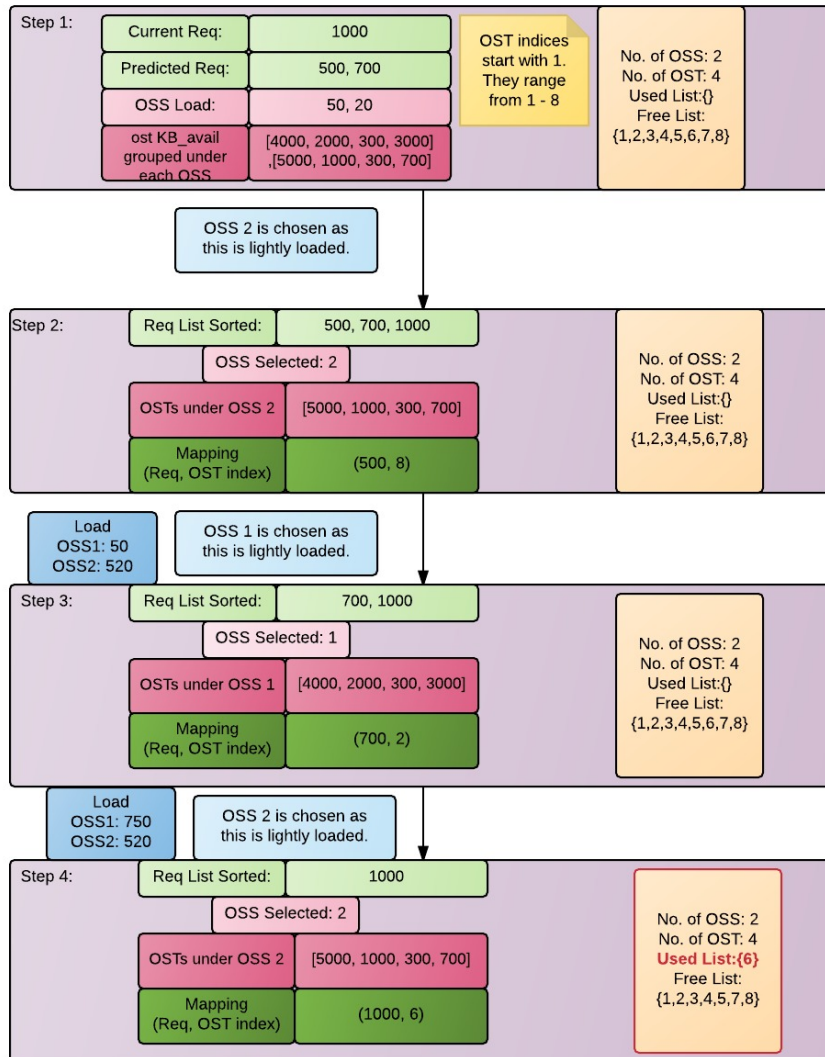 Step 1:
Current Req:
1000
Predicted Req:
500, 700
OSS Load:
50, 20
ost KB_avail
grouped under
each OSS
[4000, 2000, 300, 3000]
,[5000, 1000, 300, 700]
OST indices
start with 1.
They range
from 1 - 8
No. of OSS: 2
No. of OST: 4
Used List:{}
Free List:
{1,2,3,4,5,6,7,8}
OSS 2 is chosen as
this is lightly loaded.
Step 2:
Req List Sorted:
500, 700, 1000
OSS Selected: 2
OSTs under OSS 2
[5000, 1000, 300, 700]
Mapping
(Req, OST index)
(500, 8)
No. of OSS: 2
No. of OST: 4
Used List:{}
Free List:
{1,2,3,4,5,6,7,8}
Load
OSS1: 50
OSS2: 520
OSS 1 is chosen as
this is lightly loaded.
Step 3:
Req List Sorted:
700, 1000
OSS Selected: 1
OSTs under OSS 1
[4000, 2000, 300, 3000]
Mapping
(Req, OST index)
(700, 2)
No. of OSS: 2
No. of OST: 4
Used List:{}
Free List:
{1,2,3,4,5,6,7,8}
Load
OSS1: 750
OSS2: 520
OSS 2 is chosen as
this is lightly loaded.
Step 4:
Req List Sorted:
1000
OSS Selected: 2
OSTs under OSS 2
[5000, 1000, 300, 700]
Mapping
(Req, OST index)
(1000, 6)
No. of OSS: 2
No. of OST: 4
Used List:{6}
Free List:
{1,2,3,4,5,7,8}